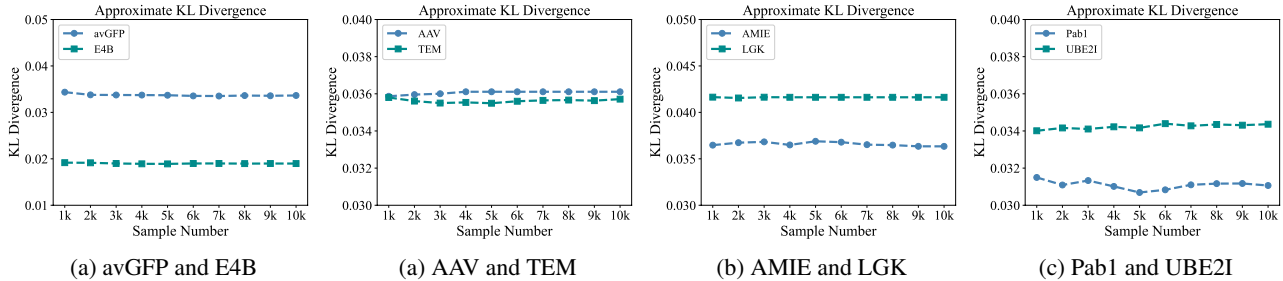 Approximate KL Divergence
KL Divergence
0.05
0.04
0.03
0.02
0.01
avGFP
E4B
1k 2k 3k 4k 5k 6k 7k 8k 9k 10k
Sample Number
(a) avGFP and E4B
Approximate KL Divergence
KL Divergence
0.040
0.038
0.036
0.034
0.032
0.030
AAV
TEM
1k 2k 3k 4k 5k 6k 7k 8k 9k 10k
Sample Number
(a) AAV and TEM
Approximate KL Divergence
KL Divergence
0.050
0.045
0.040
0.035
0.030
AMIE
LGK
1k 2k 3k 4k 5k 6k 7k 8k 9k 10k
Sample Number
(b) AMIE and LGK
Approximate KL Divergence
KL Divergence
0.040
0.038
0.036
0.034
0.032
0.030
Pab1
UBE2I
1k 2k 3k 4k 5k 6k 7k 8k 9k 10k
Sample Number
(c) Pab1 and UBE2I